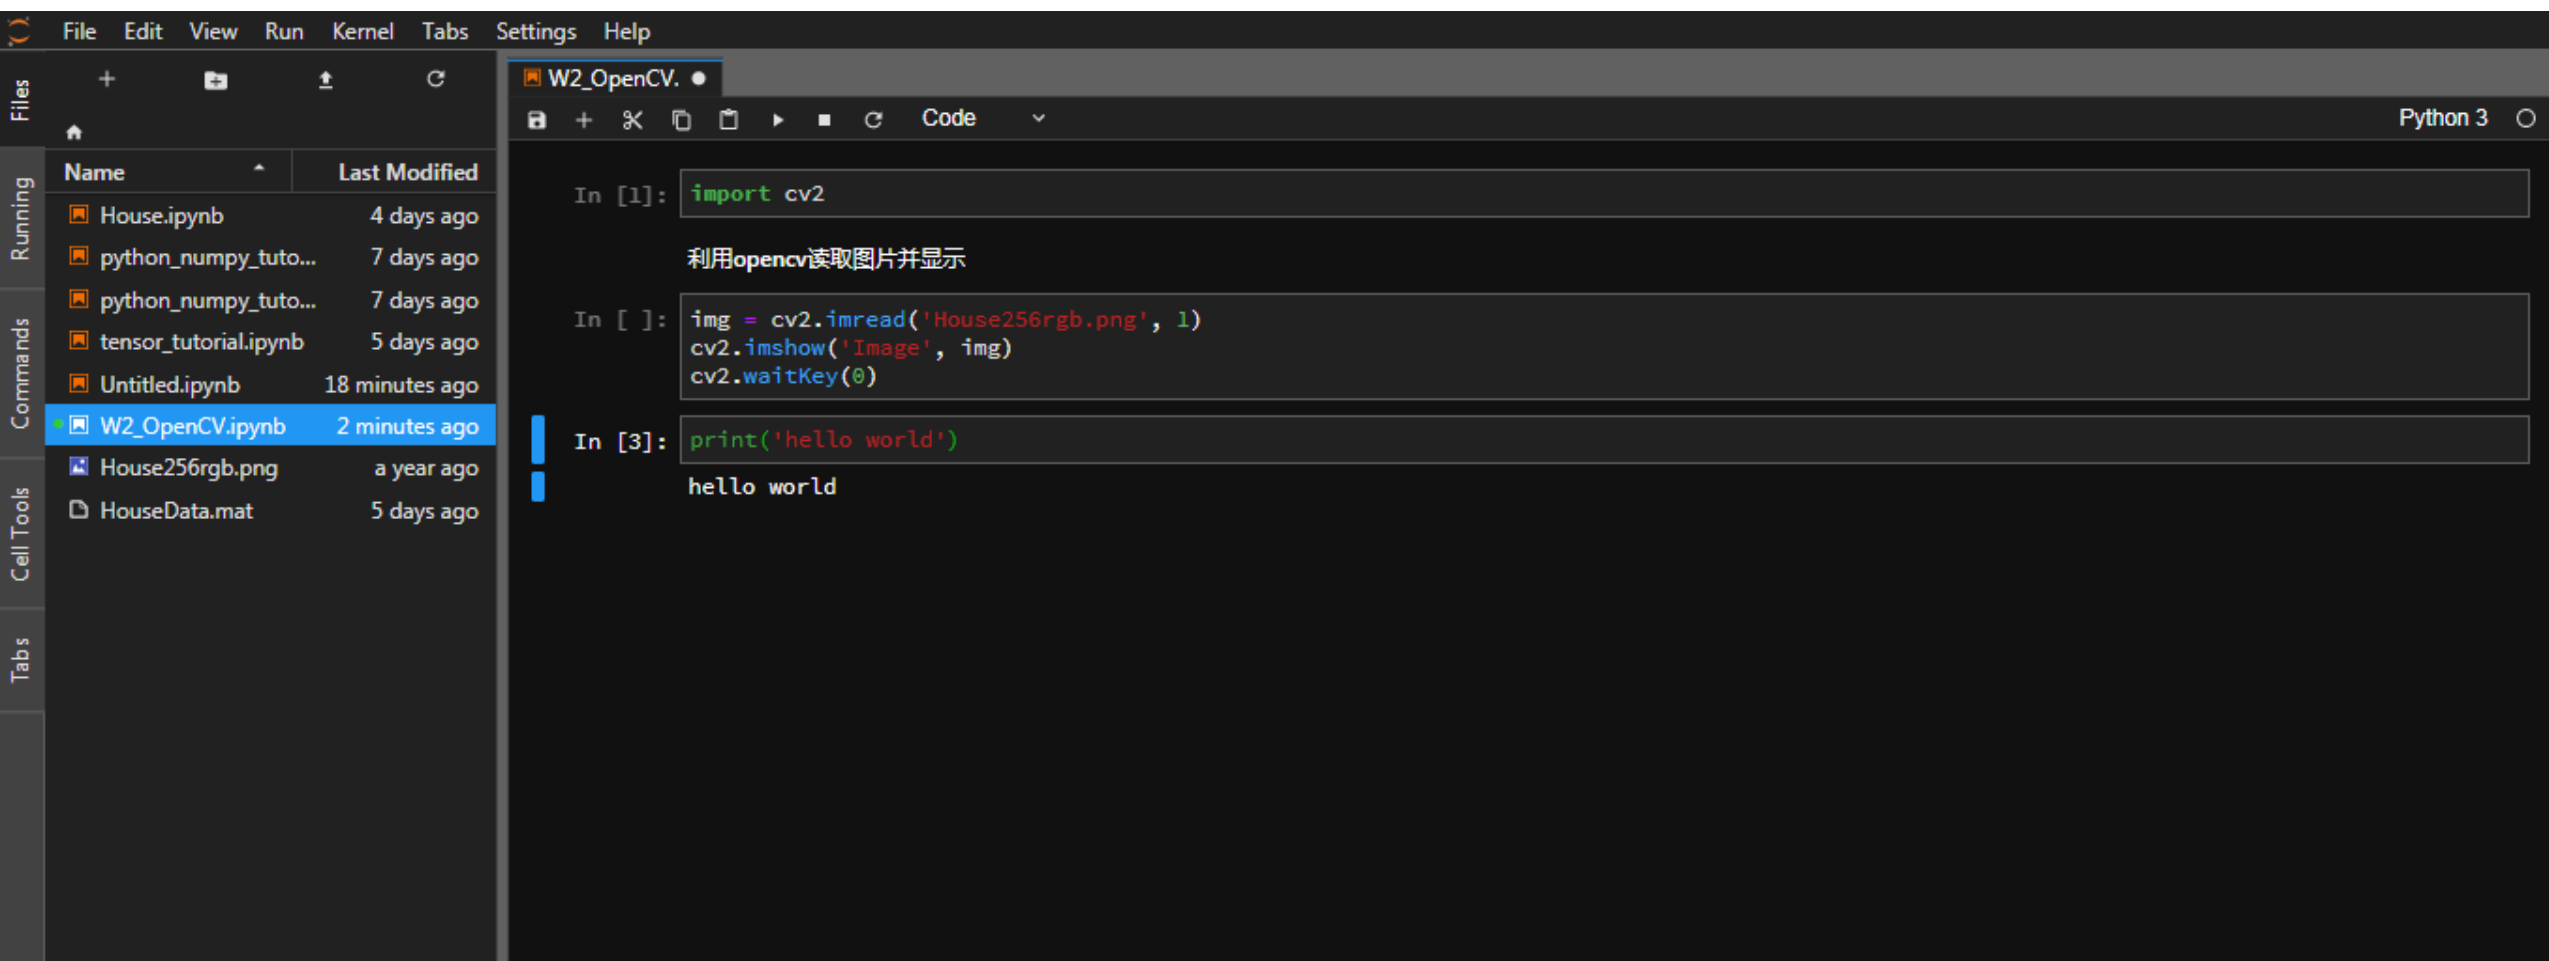 File Edit View Run Kernel Tabs Settings Help
Files
Running
Commands
Cell Tools
Tabs
Name Last Modified
House.ipynb 4 days ago
python_numpy_tuto... 7 days ago
python_numpy_tuto... 7 days ago
tensor_tutorial.ipynb 5 days ago
Untitled.ipynb 18 minutes ago
W2_OpenCV.ipynb 2 minutes ago
House256rgb.png a year ago
HouseData.mat 5 days ago
W2_OpenCV.
Code Python 3
In [1]: import cv2
利用opencv读取图片并显示
In [ ]: img = cv2.imread('House256rgb.png', 1)
cv2.imshow('Image', img)
cv2.waitKey(0)
In [3]: print('hello world')
hello world